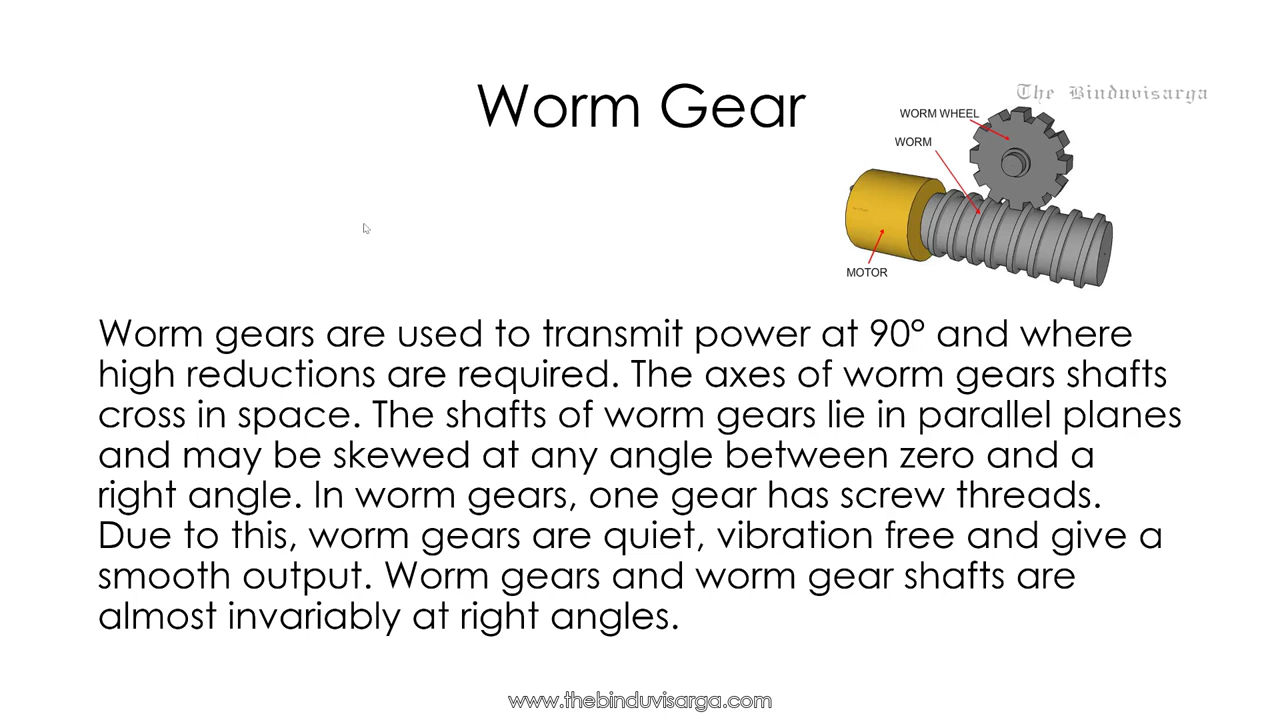 The Binduvisarga
Worm Gear
WORM WHEEL
WORM
MOTOR
Worm gears are used to transmit power at 90° and where
high reductions are required. The axes of worm gears shafts
cross in space. The shafts of worm gears lie in parallel planes
and may be skewed at any angle between zero and a
right angle. In worm gears, one gear has screw threads.
Due to this, worm gears are quiet, vibration free and give a
smooth output. Worm gears and worm gear shafts are
almost invariably at right angles.
www.thebinduvisarga.com